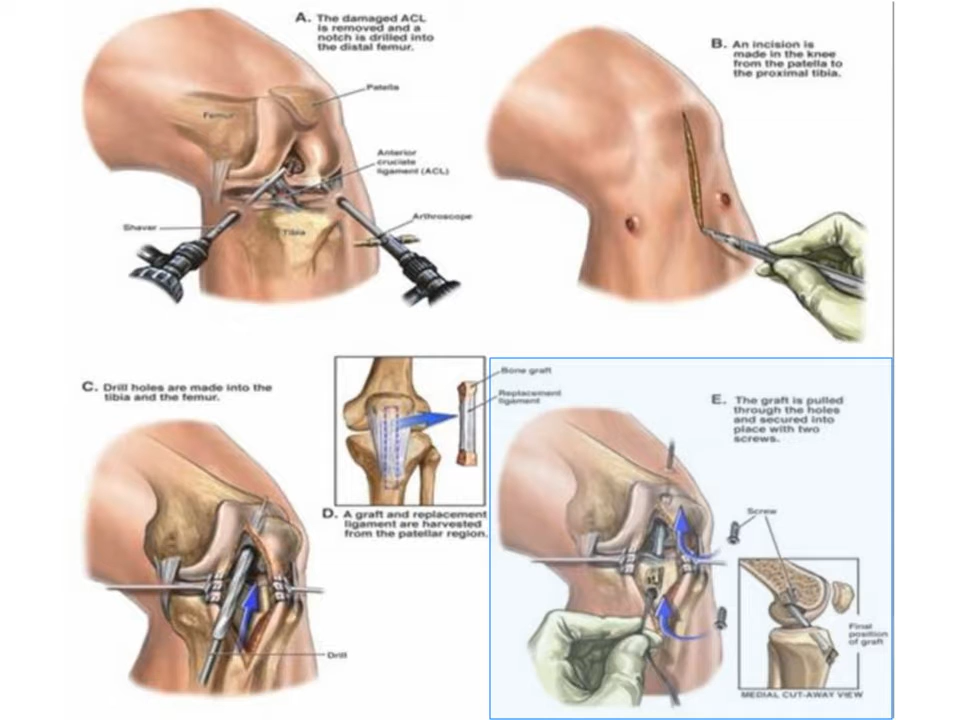 A. The damaged ACL
is removed and a
notch is drilled into
the distal femur.
Patella
Femur
Anterior
cruciate
ligament (ACL)
Arthroscope
Shaver
Tibia
B. An incision is
made in the knee
from the patella to
the proximal tibia.
C. Drill holes are made into the
tibia and the femur.
Drill
D. A graft and replacement
ligament are harvested
from the patellar region.
Bone graft
Replacement
ligament
E. The graft is pulled
through the holes
and secured into
place with two
screws.
Screw
Final
position
of graft
MEDIAL CUT-AWAY VIEW